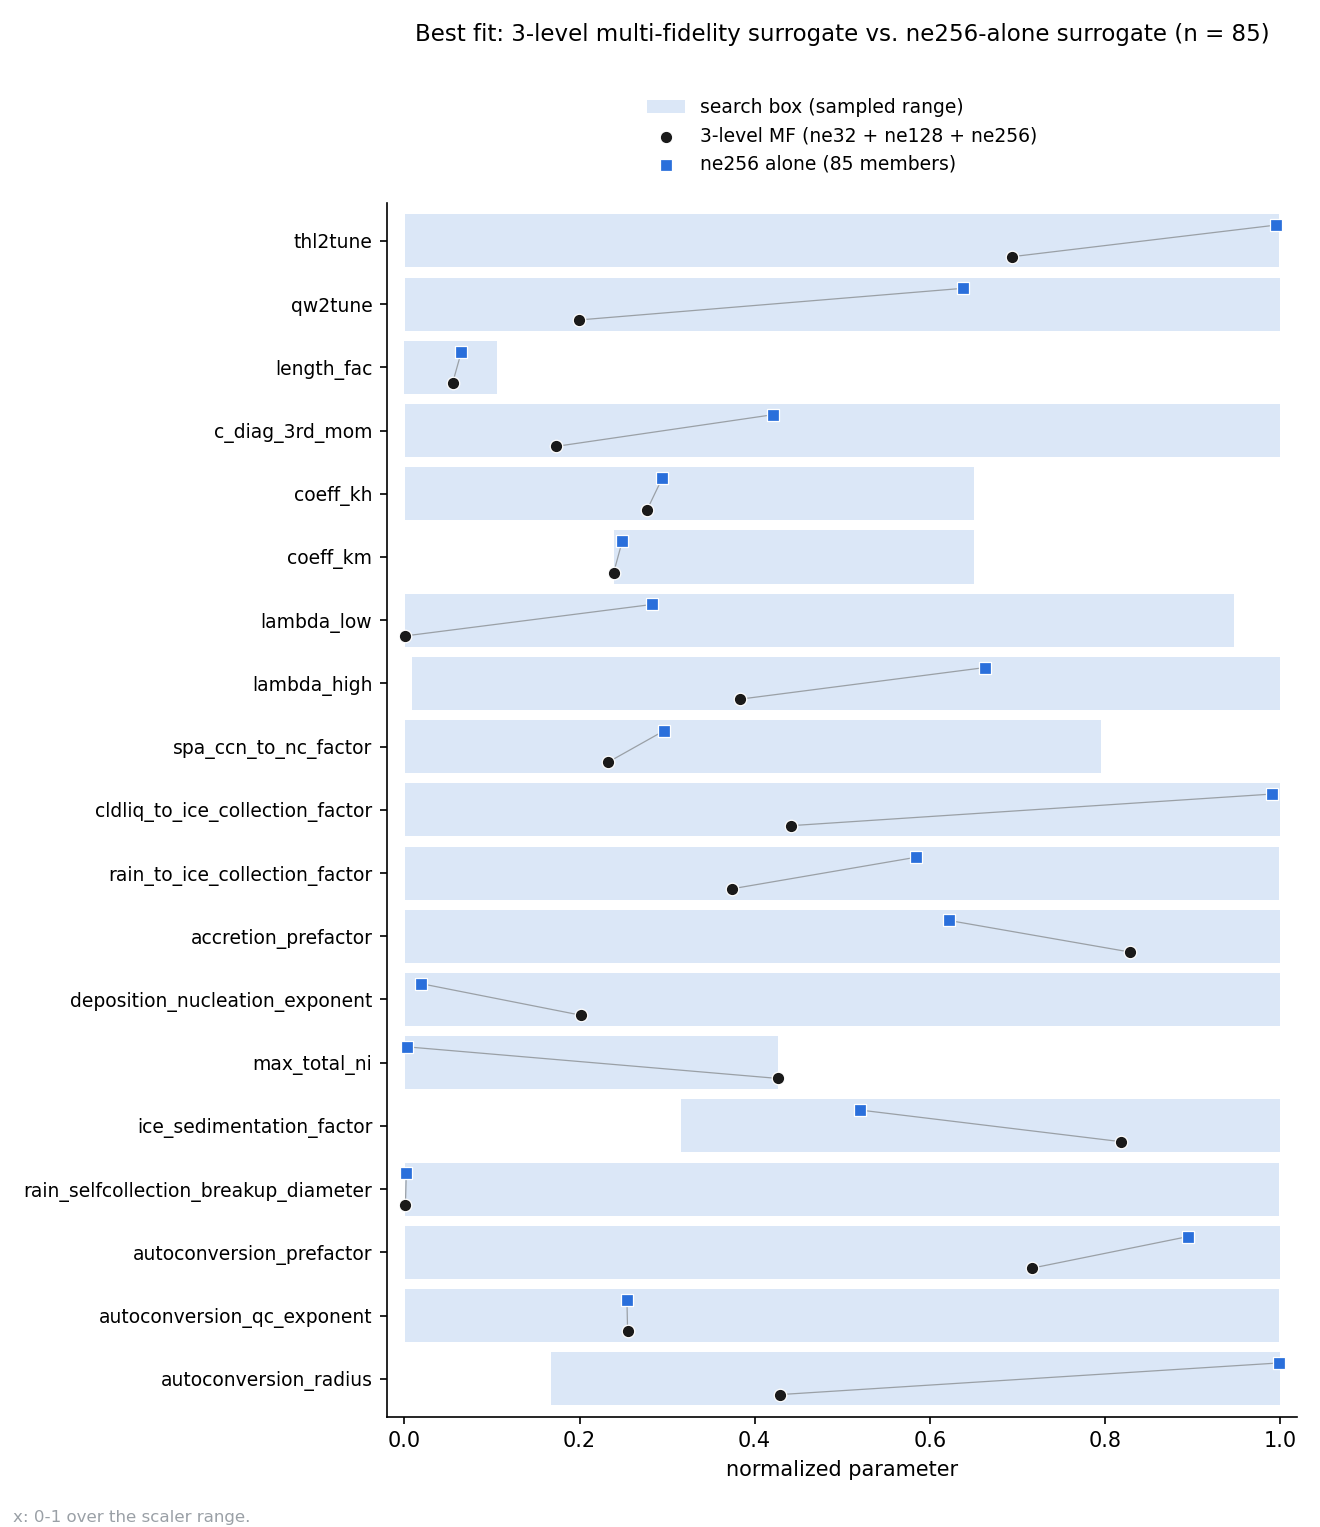 Best fit: 3-level multi-fidelity surrogate vs. ne256-alone surrogate (n = 85)
search box (sampled range)
3-level MF (ne32 + ne128 + ne256)
ne256 alone (85 members)
thl2tune
qw2tune
length_fac
c_diag_3rd_mom
coeff_kh
coeff_km
lambda_low
lambda_high
spa_ccn_to_nc_factor
cldliq_to_ice_collection_factor
rain_to_ice_collection_factor
accretion_prefactor
deposition_nucleation_exponent
max_total_ni
ice_sedimentation_factor
rain_selfcollection_breakup_diameter
autoconversion_prefactor
autoconversion_qc_exponent
autoconversion_radius
0.0 0.2 0.4 0.6 0.8 1.0
normalized parameter
x: 0-1 over the scaler range.